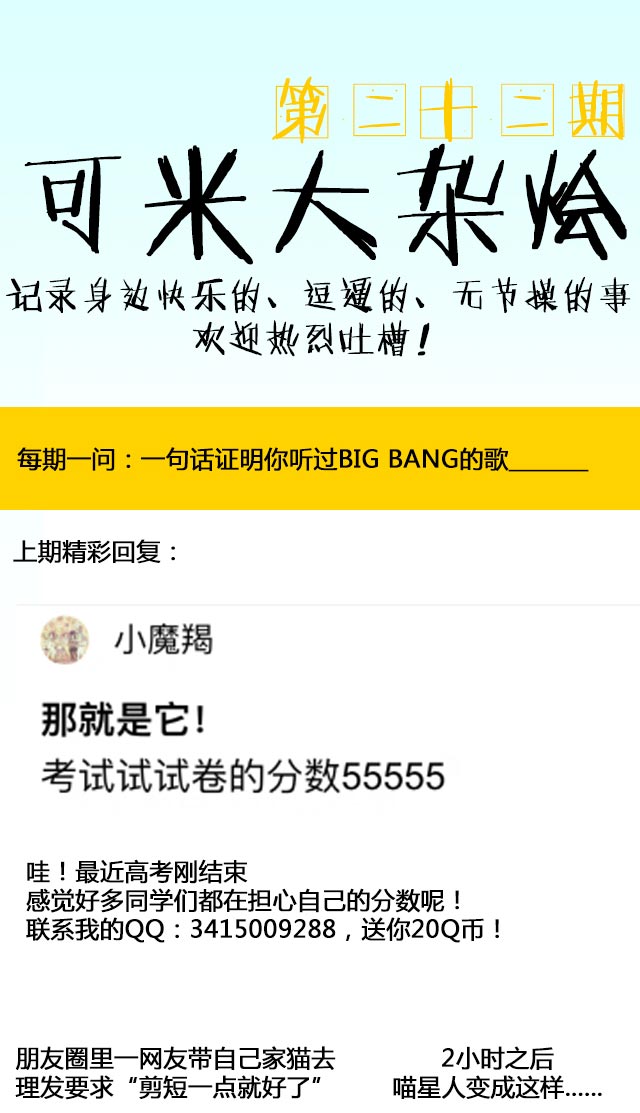 第二十二期
可米大杂烩
记录身边快乐的、逗逼的、无节操的事
欢迎热烈吐槽!
每期一问：一句话证明你听过BIG BANG的歌______
上期精彩回复：
小魔羯
那就是它!
考试试试卷的分数55555
哇！最近高考刚结束
感觉好多同学们都在担心自己的分数呢！
联系我的QQ：3415009288，送你20Q币！
朋友圈里一网友带自己家猫去
理发要求“剪短一点就好了”
2小时之后
喵星人变成这样......